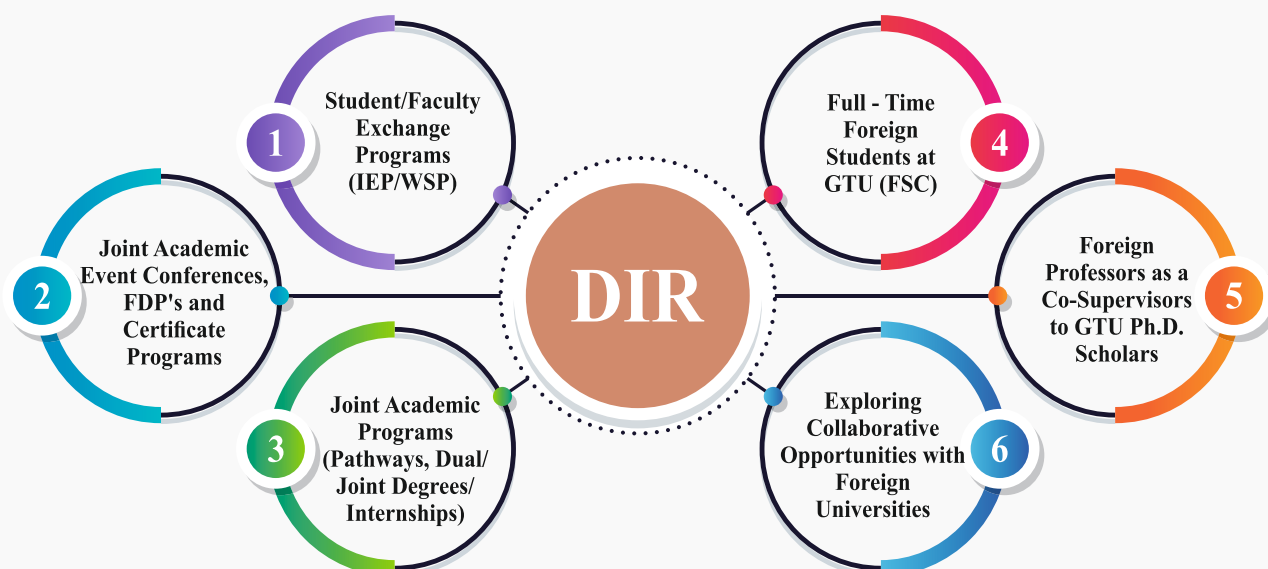 1
Student/Faculty
Exchange
Programs
(IEP/WSP)
2
Joint Academic
Event Conferences,
FDP's and
Certificate
Programs
3
Joint Academic
Programs
(Pathways, Dual/
Joint Degrees/
Internships)
DIR
4
Full - Time
Foreign
Students at
GTU (FSC)
5
Foreign
Professors as a
Co-Supervisors
to GTU Ph.D.
Scholars
6
Exploring
Collaborative
Opportunities with
Foreign
Universities